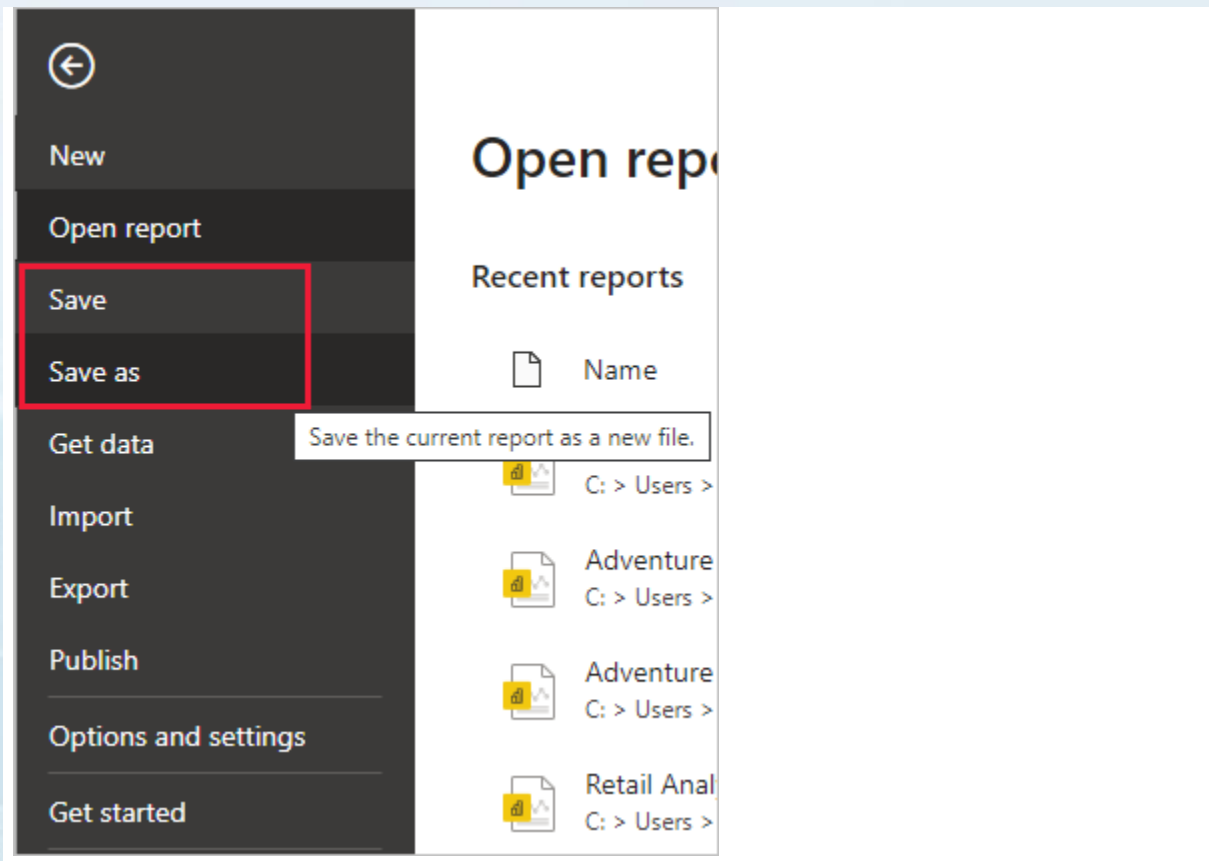 New
Open report
Save
Save as
Get data
Import
Export
Publish
Options and settings
Get started
Open repo
Recent reports
Name
Save the current report as a new file.
C: > Users >
Adventure
C: > Users >
Adventure
C: > Users >
Retail Anal
C: > Users >